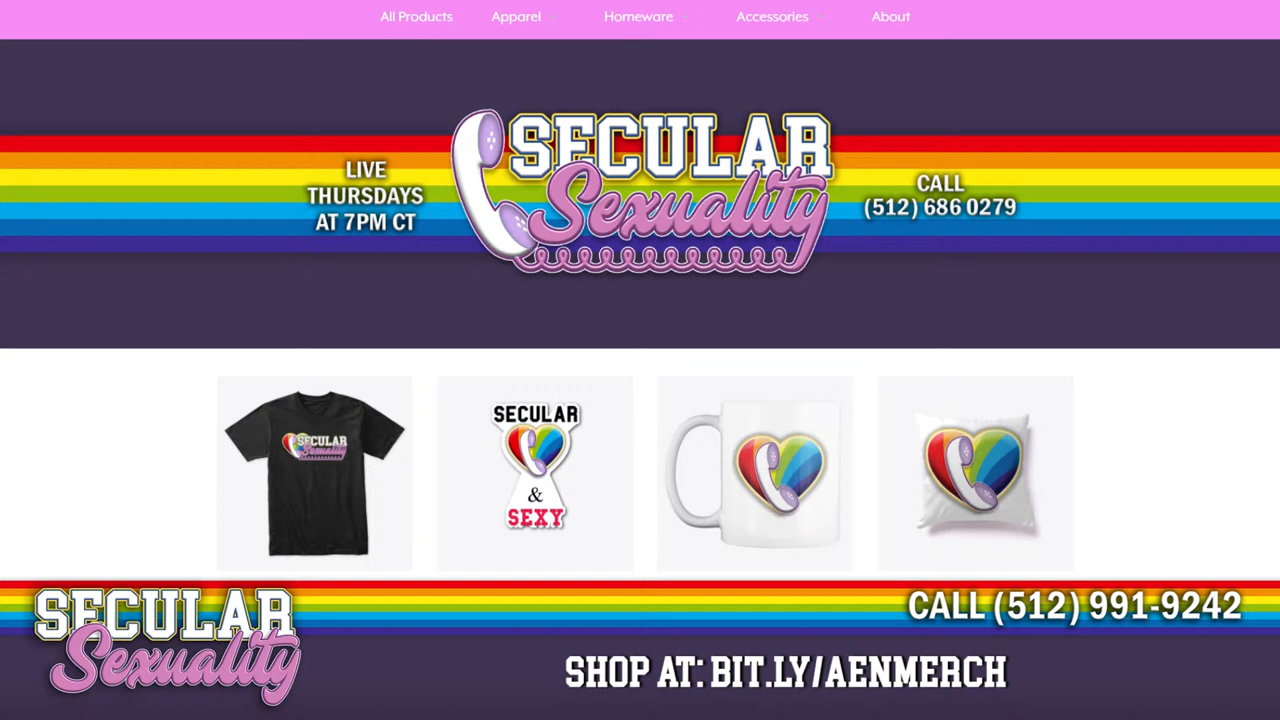 All Products Apparel Homeware Accessories About
SECULAR
Sexuality
LIVE
THURSDAYS
AT 7PM CT
CALL
(512) 686 0279
SECULAR
Sexuality
SECULAR
&
SEXY
SECULAR
Sexuality
CALL (512) 991-9242
SHOP AT: BIT.LY/AENMERCH